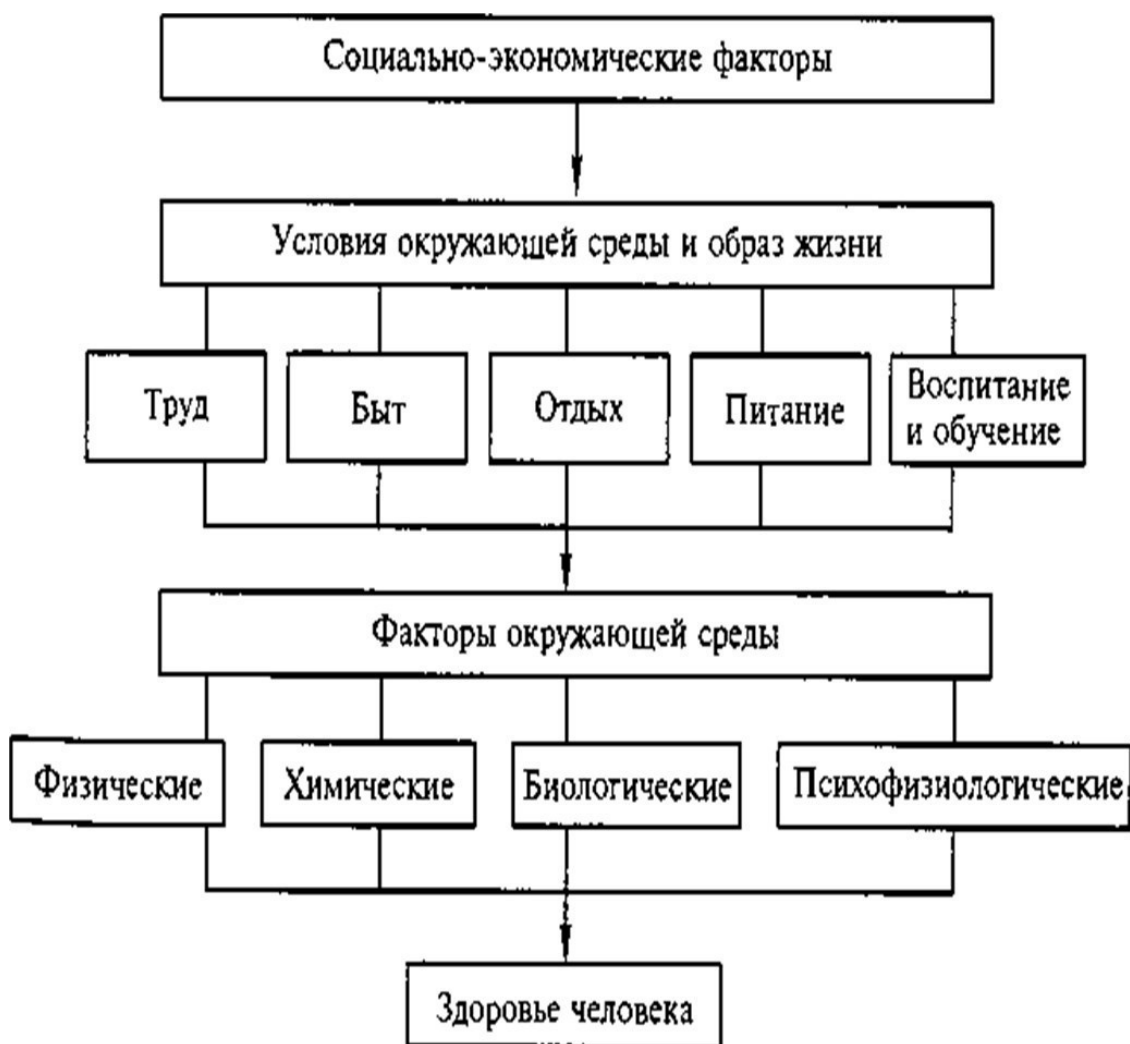 Социально-экономические факторы
Условия окружающей среды и образ жизни
Труд
Быт
Отдых
Питание
Воспитание
и обучение
Факторы окружающей среды
Физические
Химические
Биологические
Психофизиологические
Здоровье человека